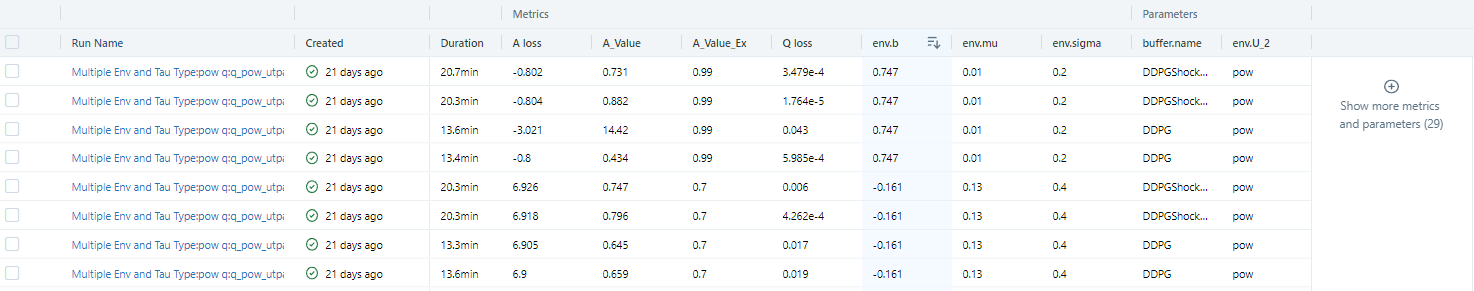 Metrics Parameters
Run Name Created Duration A loss A_Value A_Value_Ex Q loss env.b env.mu env.sigma buffer.name env.U_2
Multiple Env and Tau Type:pow q:q_pow_utpa 21 days ago 20.7min -0.802 0.731 0.99 3.479e-4 0.747 0.01 0.2 DDPGShock... pow
Multiple Env and Tau Type:pow q:q_pow_utpa 21 days ago 20.3min -0.804 0.882 0.99 1.764e-5 0.747 0.01 0.2 DDPGShock... pow
Multiple Env and Tau Type:pow q:q_pow_utpa 21 days ago 13.6min -3.021 14.42 0.99 0.043 0.747 0.01 0.2 DDPG pow
Multiple Env and Tau Type:pow q:q_pow_utpa 21 days ago 13.4min -0.8 0.434 0.99 5.985e-4 0.747 0.01 0.2 DDPG pow
Multiple Env and Tau Type:pow q:q_pow_utpa 21 days ago 20.3min 6.926 0.747 0.7 0.006 -0.161 0.13 0.4 DDPGShock... pow
Multiple Env and Tau Type:pow q:q_pow_utpa 21 days ago 20.3min 6.918 0.796 0.7 4.262e-4 -0.161 0.13 0.4 DDPGShock... pow
Multiple Env and Tau Type:pow q:q_pow_utpa 21 days ago 13.3min 6.905 0.645 0.7 0.017 -0.161 0.13 0.4 DDPG pow
Multiple Env and Tau Type:pow q:q_pow_utpa 21 days ago 13.6min 6.9 0.659 0.7 0.019 -0.161 0.13 0.4 DDPG pow
Show more metrics
and parameters (29)